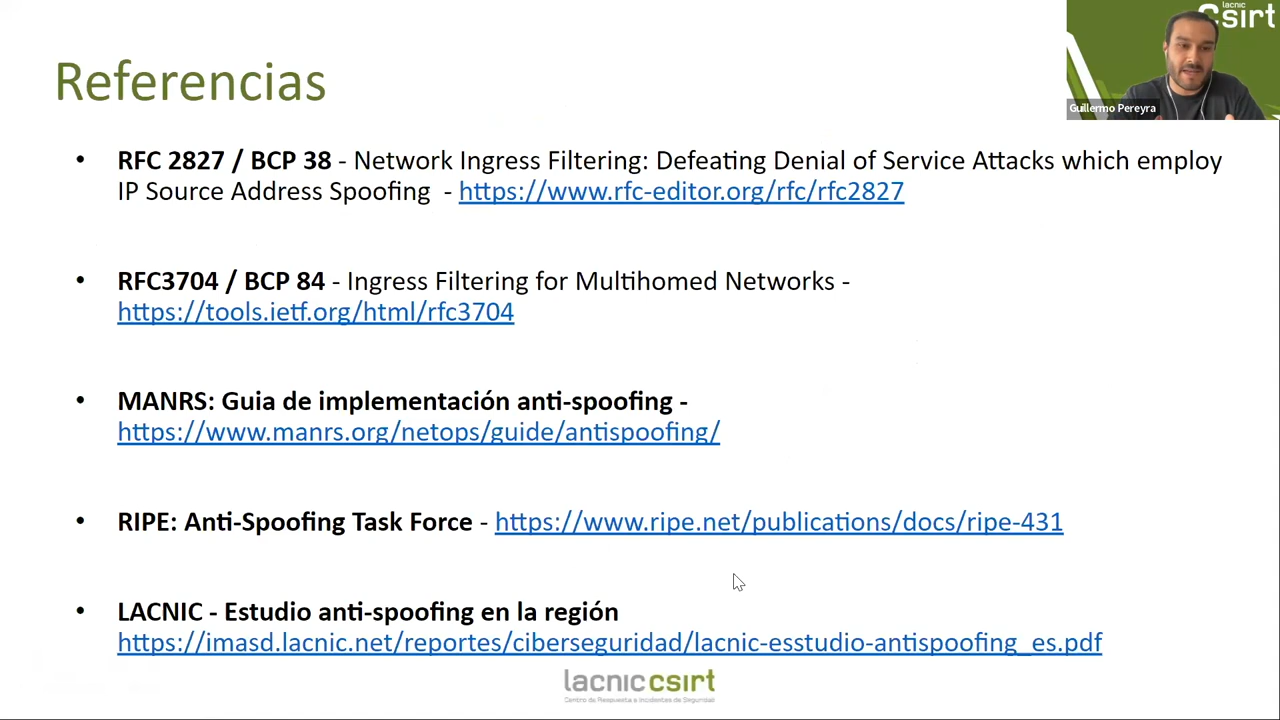 lacnic
csirt
Guillermo Pereyra
Referencias
• RFC 2827 / BCP 38 - Network Ingress Filtering: Defeating Denial of Service Attacks which employ
IP Source Address Spoofing - https://www.rfc-editor.org/rfc/rfc2827
• RFC3704 / BCP 84 - Ingress Filtering for Multihomed Networks -
https://tools.ietf.org/html/rfc3704
• MANRS: Guia de implementación anti-spoofing -
https://www.manrs.org/netops/guide/antispoofing/
• RIPE: Anti-Spoofing Task Force - https://www.ripe.net/publications/docs/ripe-431
• LACNIC - Estudio anti-spoofing en la región
https://imasd.lacnic.net/reportes/ciberseguridad/lacnic-esstudio-antispoofing_es.pdf
lacnic csirt
Centro de Respuesta a Incidentes de Seguridad